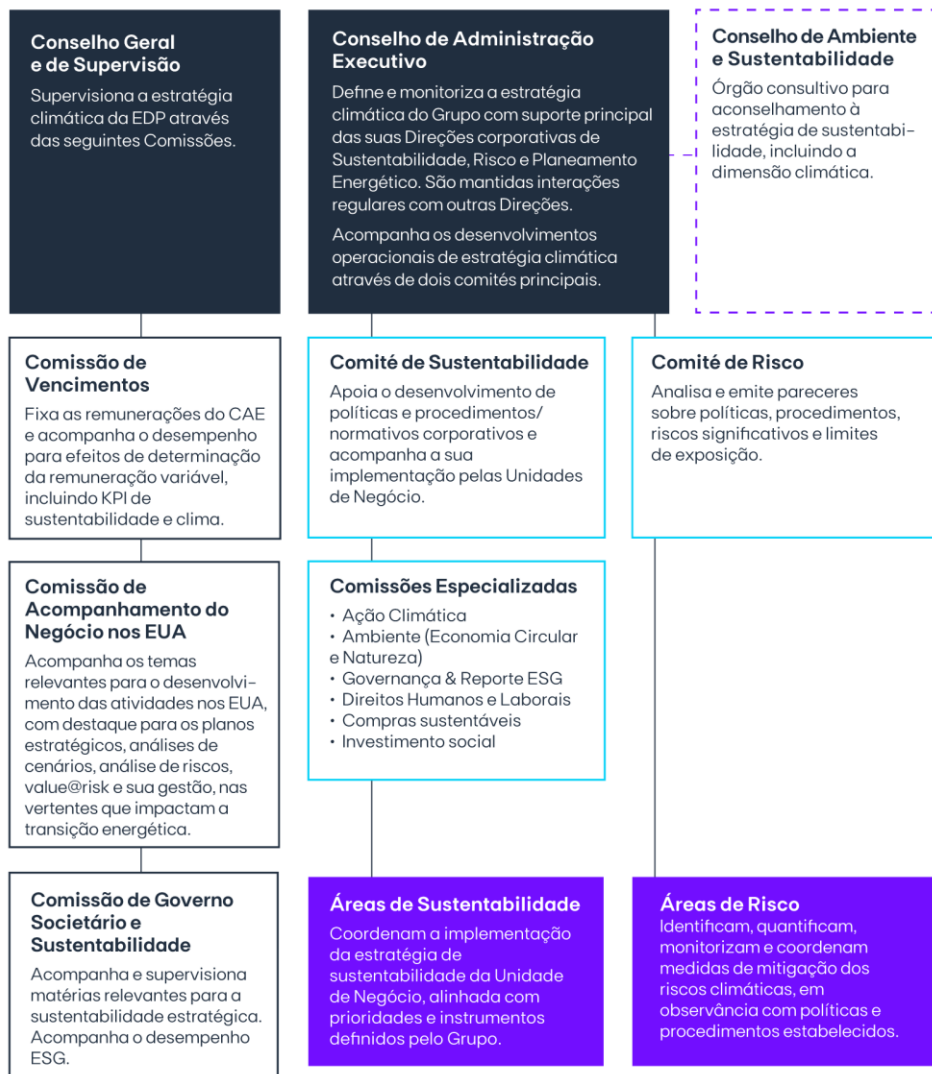 Conselho Geral
e de Supervisão
Supervisiona a estratégia
climática da EDP através
das seguintes Comissões.
Conselho de Administração
Executivo
Define e monitoriza a estratégia
climática do Grupo com suporte principal
das suas Direções corporativas de
Sustentabilidade, Risco e Planeamento
Energético. São mantidas interações
regulares com outras Direções.
Acompanha os desenvolvimentos
operacionais de estratégia climática
através de dois comités principais.
Conselho de Ambiente
e Sustentabilidade
Órgão consultivo para
aconselhamento à
estratégia de sustentabi-
lidade, incluindo a
dimensão climática.
Comissão de
Vencimentos
Fixa as remunerações do CAE
e acompanha o desempenho
para efeitos de determinação
da remuneração variável,
incluindo KPI de
sustentabilidade e clima.
Comité de Sustentabilidade
Apoia o desenvolvimento de
políticas e procedimentos/
normativos corporativos e
acompanha a sua
implementação pelas Unidades
de Negócio.
Comité de Risco
Analisa e emite pareceres
sobre políticas, procedimentos,
riscos significativos e limites
de exposição.
Comissão de
Acompanhamento do
Negócio nos EUA
Acompanha os temas
relevantes para o desenvolvi-
mento das atividades nos EUA,
com destaque para os planos
estratégicos, análises de
cenários, análise de riscos,
value@risk e sua gestão, nas
vertentes que impactam a
transição energética.
Comissões Especializadas
• Ação Climática
• Ambiente (Economia Circular
e Natureza)
• Governança & Reporte ESG
• Direitos Humanos e Laborais
• Compras sustentáveis
• Investimento social
Comissão de Governo
Societário e
Sustentabilidade
Acompanha e supervisiona
matérias relevantes para a
sustentabilidade estratégica.
Acompanha o desempenho
ESG.
Áreas de Sustentabilidade
Coordenam a implementação
da estratégia de
sustentabilidade da Unidade
de Negócio, alinhada com
prioridades e instrumentos
definidos pelo Grupo.
Áreas de Risco
Identificam, quantificam,
monitorizam e coordenam
medidas de mitigação dos
riscos climáticas, em
observância com políticas e
procedimentos estabelecidos.